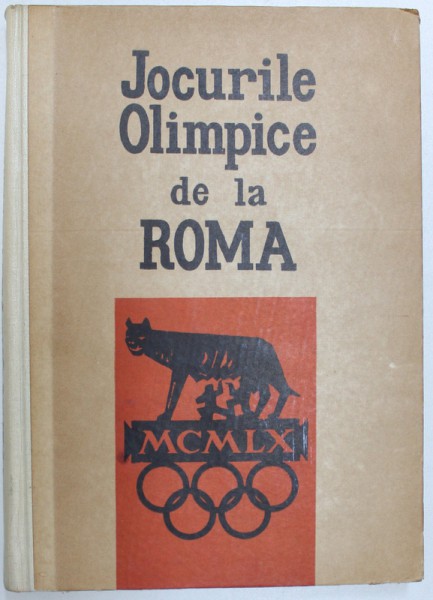 Jocurile
Olimpice
de la
ROMA
MCMLX